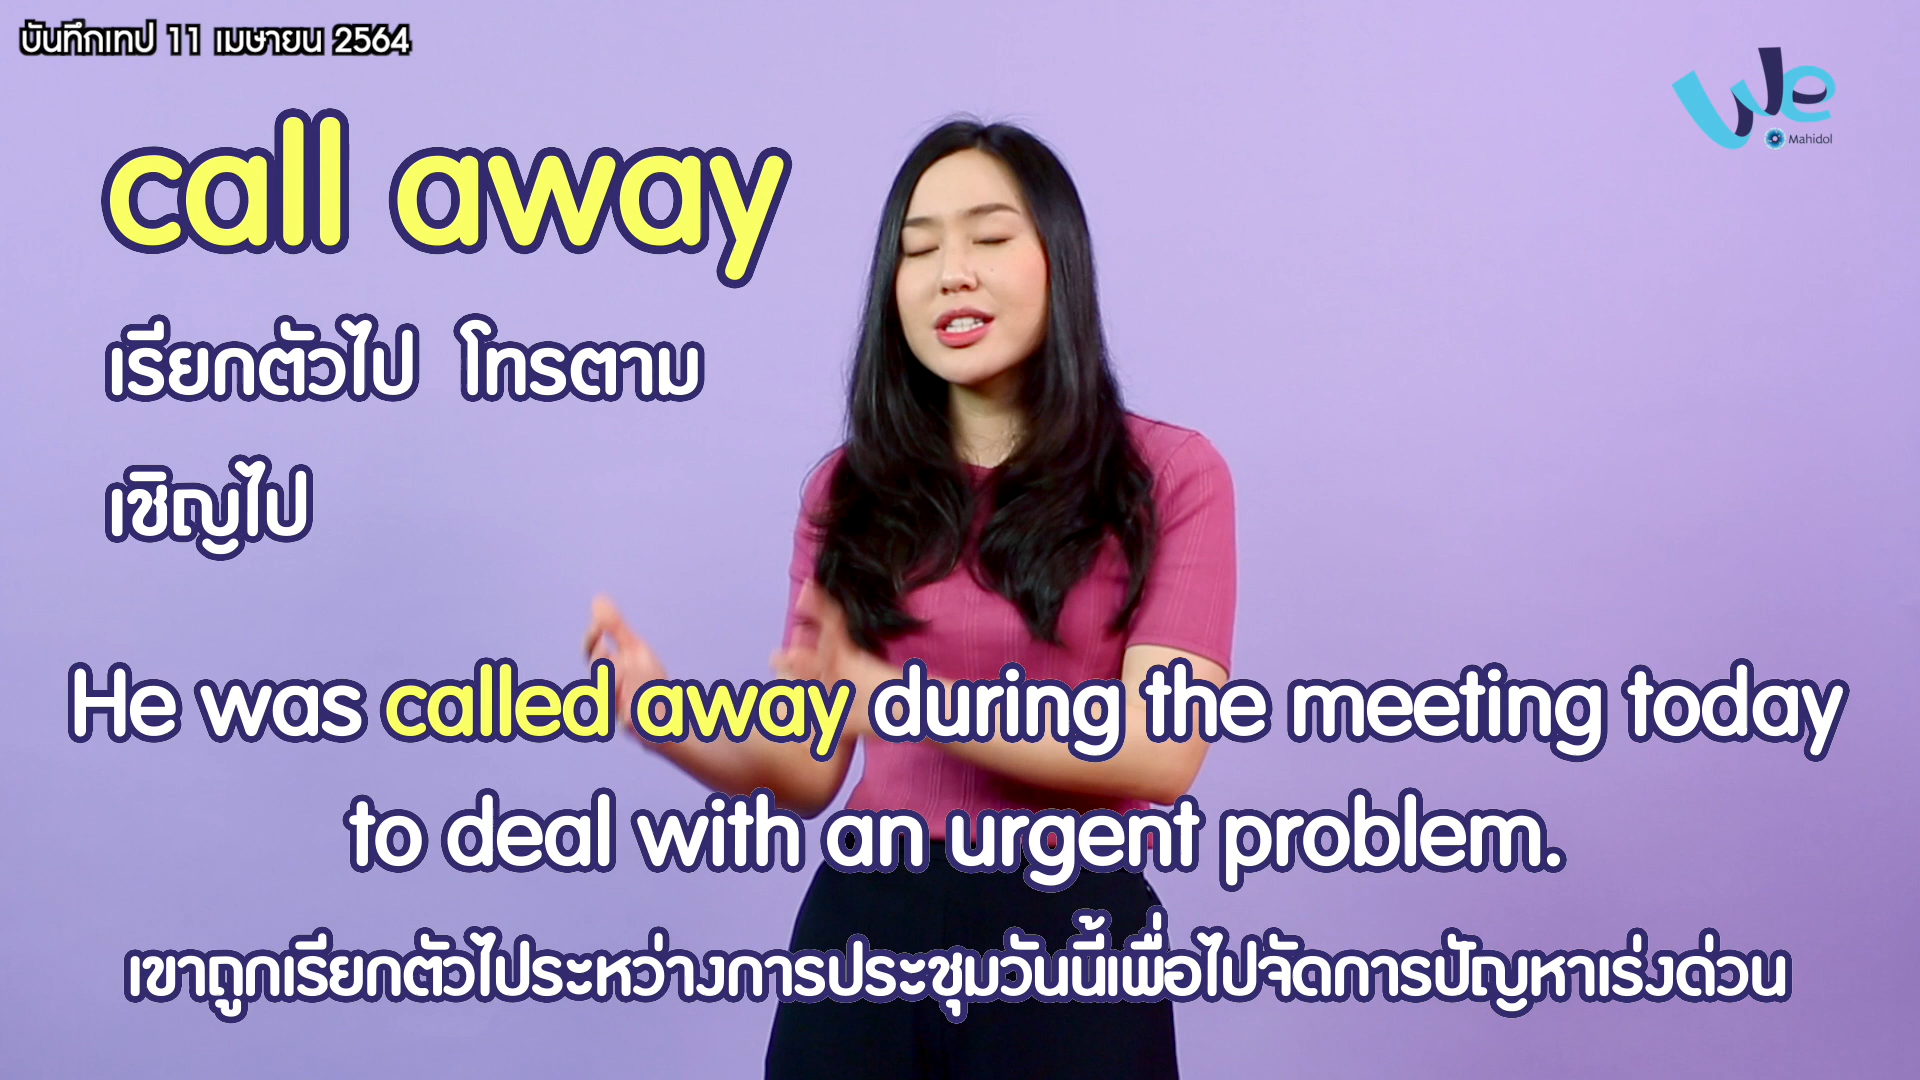 บันทึกเทป 11 เมษายน 2564
We
Mahidol
call away
เรียกตัวไป โทรตาม
เชิญไป
He was called away during the meeting today
to deal with an urgent problem.
เขาถูกเรียกตัวไประหว่างการประชุมวันนี้เพื่อไปจัดการปัญหาเร่งด่วน